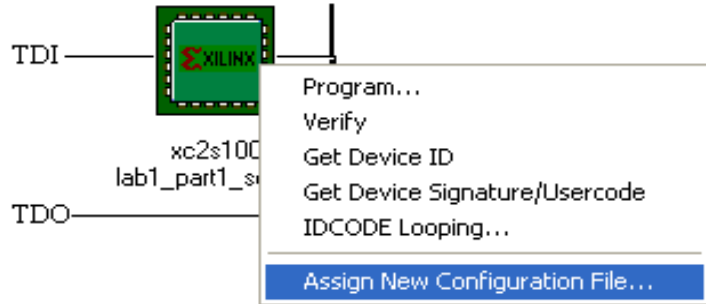 TDI
XILINX
Program...
Verify
xc2s100
Get Device ID
lab1_part1_s
Get Device Signature/Usercode
TDO
IDCODE Looping...
Assign New Configuration File...